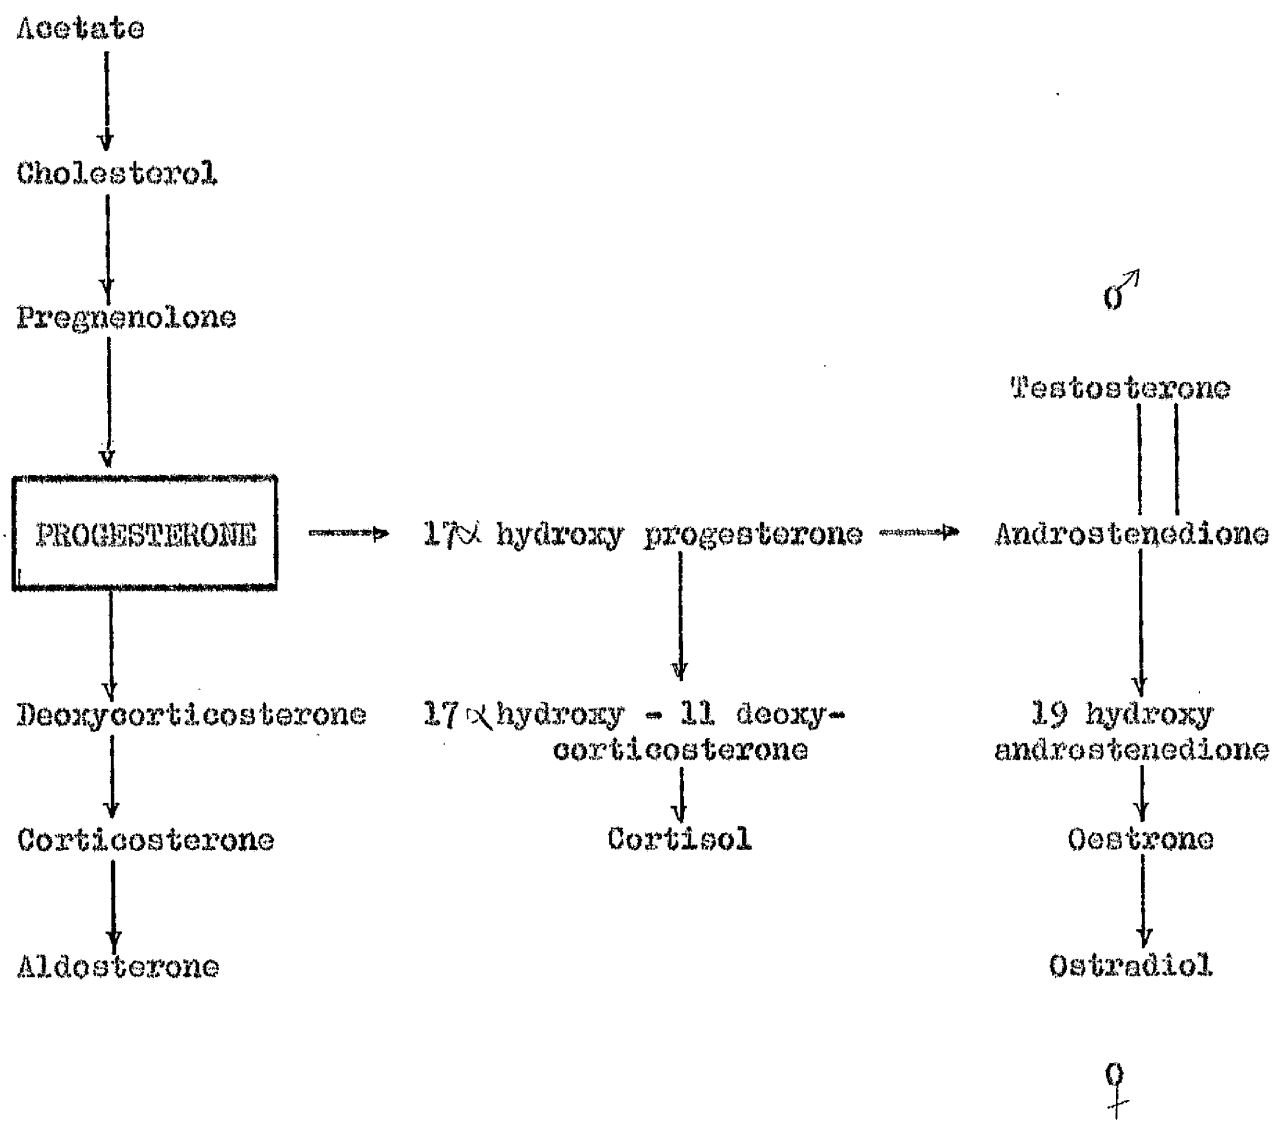 Acetate
Cholesterol
Pregnenolone
♂
Testosterone
PROGESTERONE
17α hydroxy progesterone
Androstenedione
Deoxycorticosterone
17 α hydroxy - 11 deoxy-
corticosterone
19 hydroxy
androstenedione
Corticosterone
Cortisol
Oestrone
Aldosterone
Ostradiol
♀